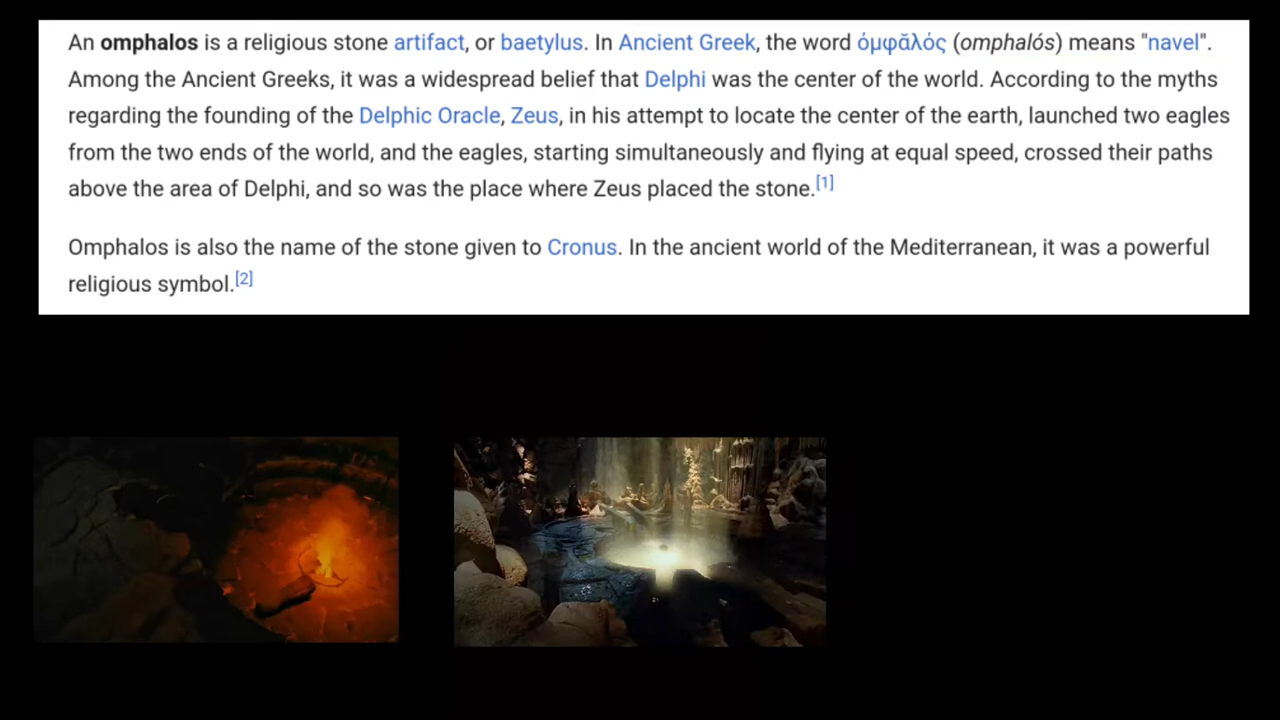 An omphalos is a religious stone artifact, or baetylus. In Ancient Greek, the word ὀμφᾰλός (omphalós) means "navel".
Among the Ancient Greeks, it was a widespread belief that Delphi was the center of the world. According to the myths
regarding the founding of the Delphic Oracle, Zeus, in his attempt to locate the center of the earth, launched two eagles
from the two ends of the world, and the eagles, starting simultaneously and flying at equal speed, crossed their paths
above the area of Delphi, and so was the place where Zeus placed the stone.[1]
Omphalos is also the name of the stone given to Cronus. In the ancient world of the Mediterranean, it was a powerful
religious symbol.[2]